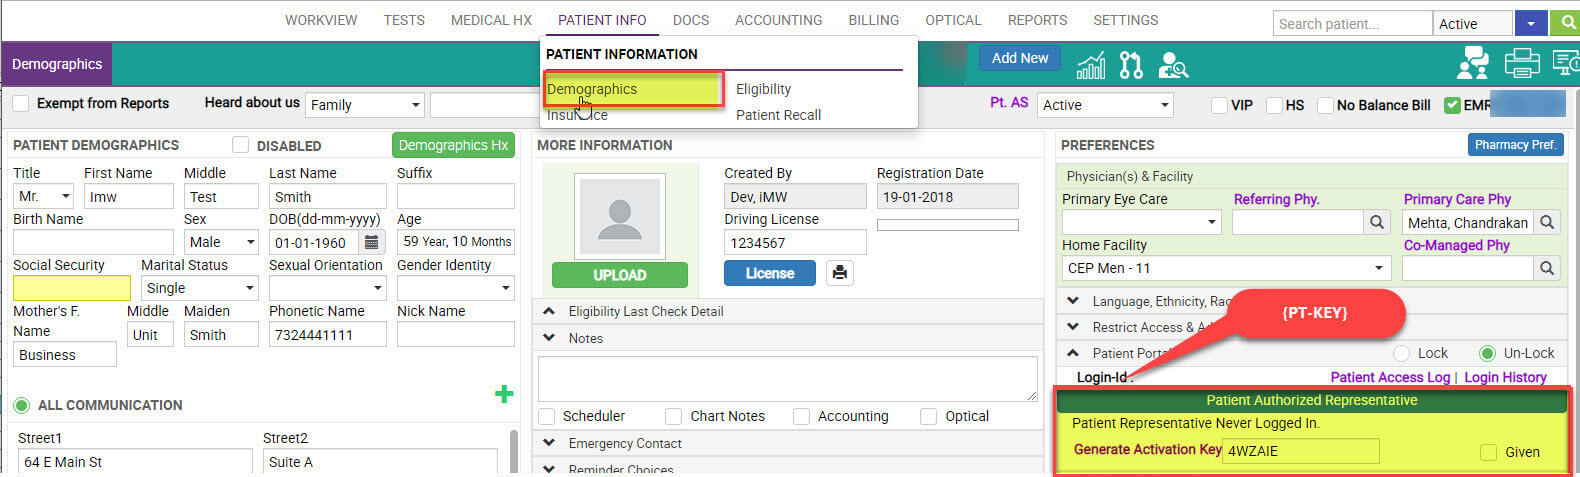 WORKVIEW TESTS MEDICAL HX PATIENT INFO DOCS ACCOUNTING BILLING OPTICAL REPORTS SETTINGS Search patient... Active
PATIENT INFORMATION
Demographics Add New
Demographics Eligibility
Exempt from Reports Heard about us Family Pt. AS Active VIP HS No Balance Bill EMR
Patient Recall
PATIENT DEMOGRAPHICS DISABLED Demographics Hx
Title First Name Middle Last Name Suffix
Mr. Imw Test Smith
Birth Name Sex DOB(dd-mm-yyyy) Age
Male 01-01-1960 59 Year, 10 Months
Social Security Marital Status Sexual Orientation Gender Identity
Single
Mother's F. Name Middle Maiden Phonetic Name Nick Name
Business Unit Smith 7324441111
ALL COMMUNICATION
Street1 Street2
64 E Main St Suite A
MORE INFORMATION
Created By Registration Date
Dev, iMW 19-01-2018
Driving License
1234567
UPLOAD License
Eligibility Last Check Detail
Notes
Scheduler Chart Notes Accounting Optical
Emergency Contact
Reminder Choices
PREFERENCES Pharmacy Pref.
Physician(s) & Facility
Primary Eye Care Referring Phy. Primary Care Phy
Mehta, Chandrakan
Home Facility Co-Managed Phy
CEP Men - 11
Language, Ethnicity,
{PT-KEY}
Restrict Access &
Patient Lock Un-Lock
Login-Id : Patient Access Log | Login History
Patient Authorized Representative
Patient Representative Never Logged In.
Generate Activation Key 4WZAIE Given